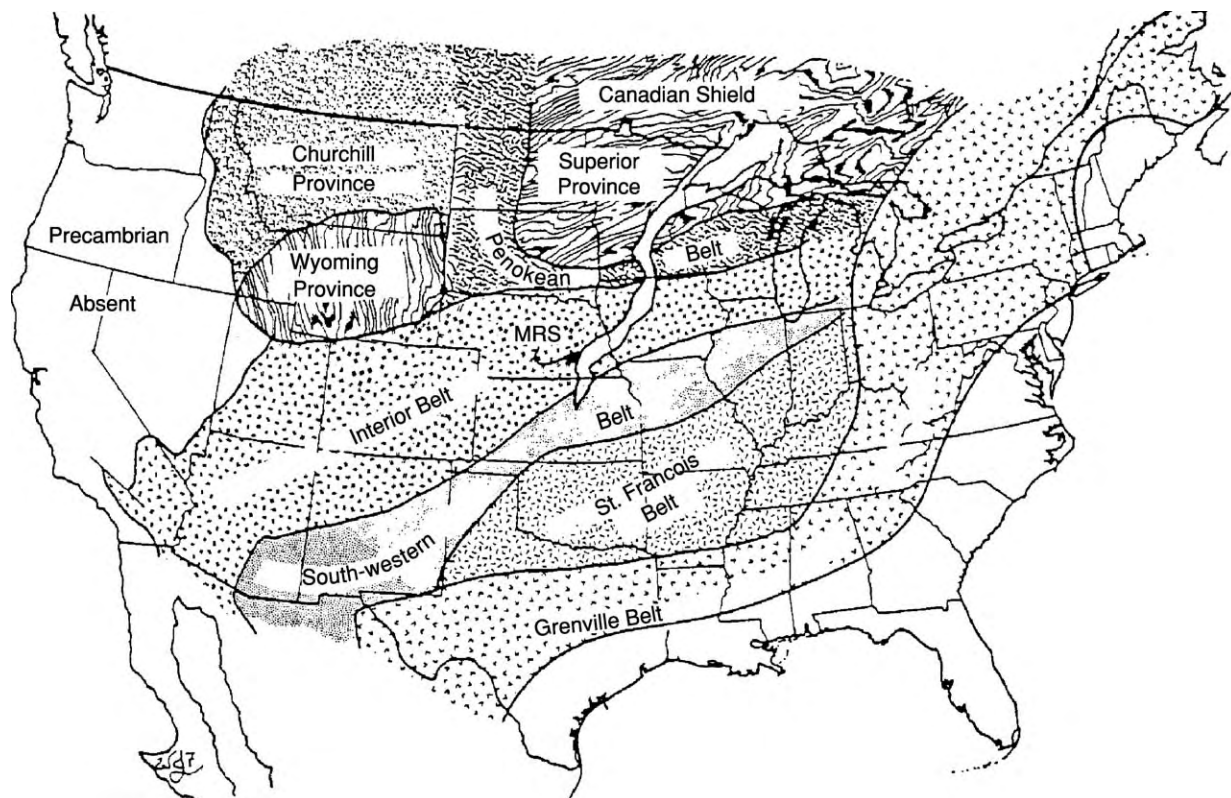 Canadian Shield
Churchill
Province
Superior
Province
Precambrian
Wyoming
Province
Penokean
Belt
Absent
MRS
Interior Belt
Belt
St. Francois
Belt
South-western
Grenville Belt